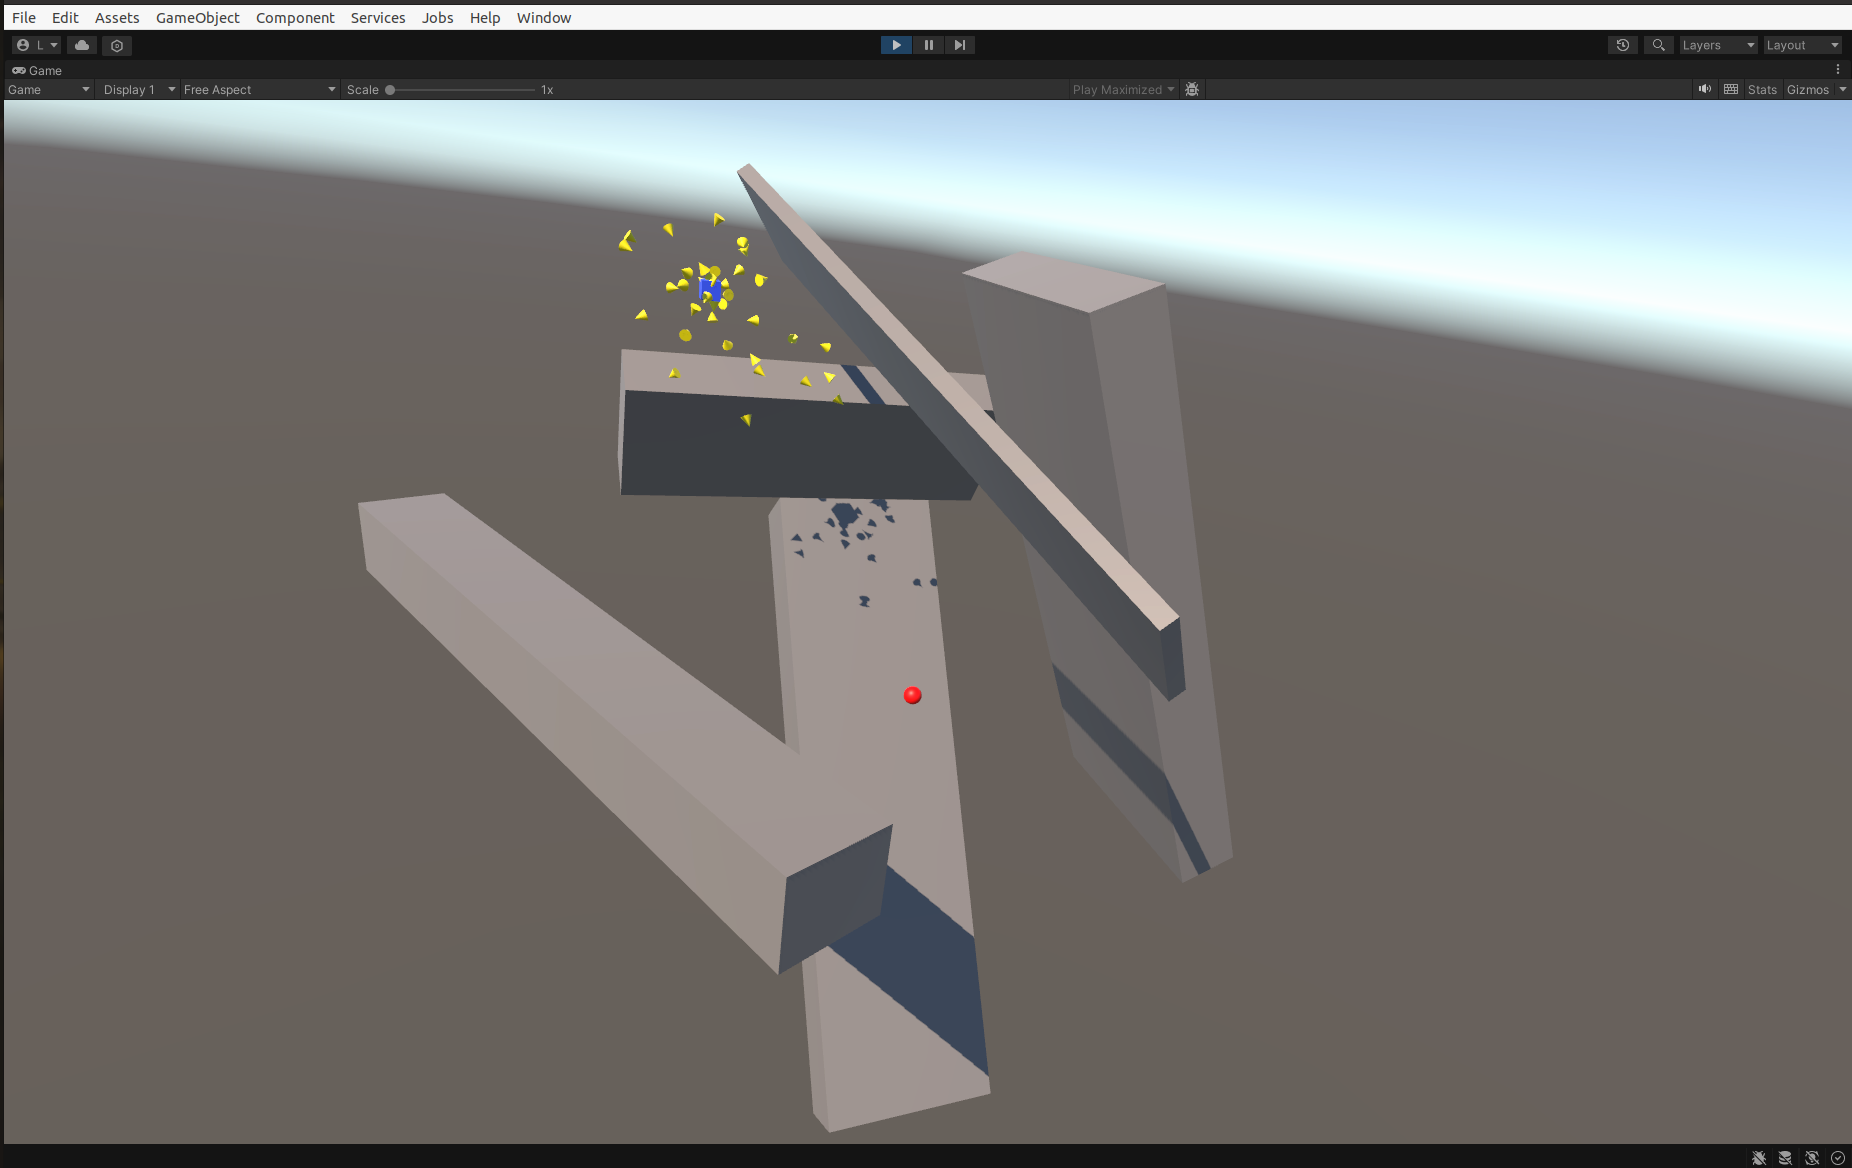 File Edit Assets GameObject Component Services Jobs Help Window
L Layers Layout
Game
Game Display 1 Free Aspect Scale 1x Play Maximized Stats Gizmos